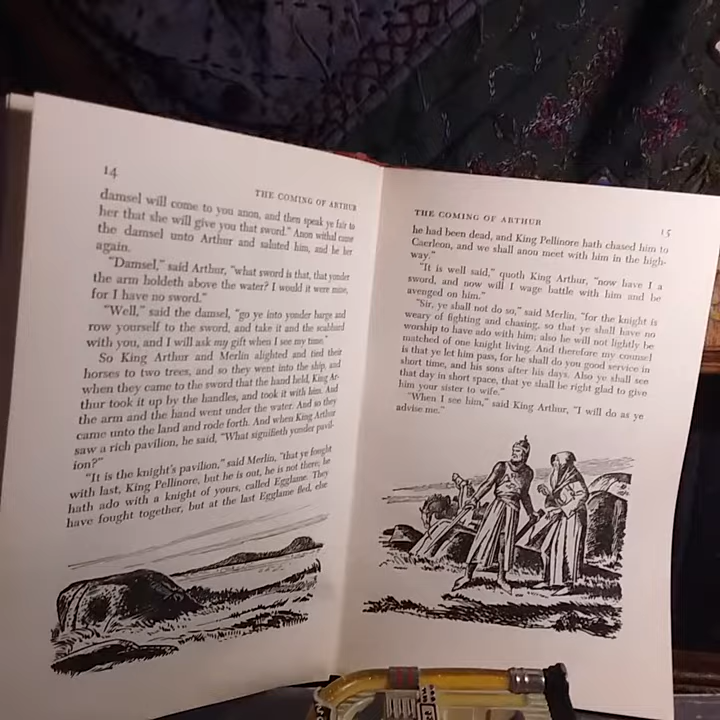 14
THE COMING OF ARTHUR
damsel will come to you anon, and then speak ye fair to
her that she will give you that sword." Anon withal came
the damsel unto Arthur and saluted him, and he her
again.
"Damsel," said Arthur, "what sword is that, that yonder
the arm holdeth above the water? I would it were mine,
for I have no sword."
"Well," said the damsel, "go ye into yonder barge and
row yourself to the sword, and take it and the scabbard
with you, and I will ask my gift when I see my time."
So King Arthur and Merlin alighted and tied their
horses to two trees, and so they went into the ship, and
when they came to the sword that the hand held, King Ar-
thur took it up by the handles, and took it with him. And
the arm and the hand went under the water. And so they
came unto the land and rode forth. And when King Arthur
saw a rich pavilion, he said, "What signifieth yonder pavil-
ion?"
"It is the knight's pavilion," said Merlin, "that ye fought
with last, King Pellinore, but he is out, he is not there; he
hath ado with a knight of yours, called Egglame. They
have fought together, but at the last Egglame fled, else
THE COMING OF ARTHUR
15
he had been dead, and King Pellinore hath chased him to
Caerleon, and we shall anon meet with him in the high-
way."
"It is well said," quoth King Arthur, "now have I a
sword, and now will I wage battle with him and be
avenged on him."
"Sir, ye shall not do so," said Merlin, "for the knight is
weary of fighting and chasing, so that ye shall have no
worship to have ado with him; also he will not lightly be
matched of one knight living. And therefore my counsel
is that ye let him pass, for he shall do you good service in
short time, and his sons after his days. Also ye shall see
that day in short space, that ye shall be right glad to give
him your sister to wife."
"When I see him," said King Arthur, "I will do as ye
advise me."